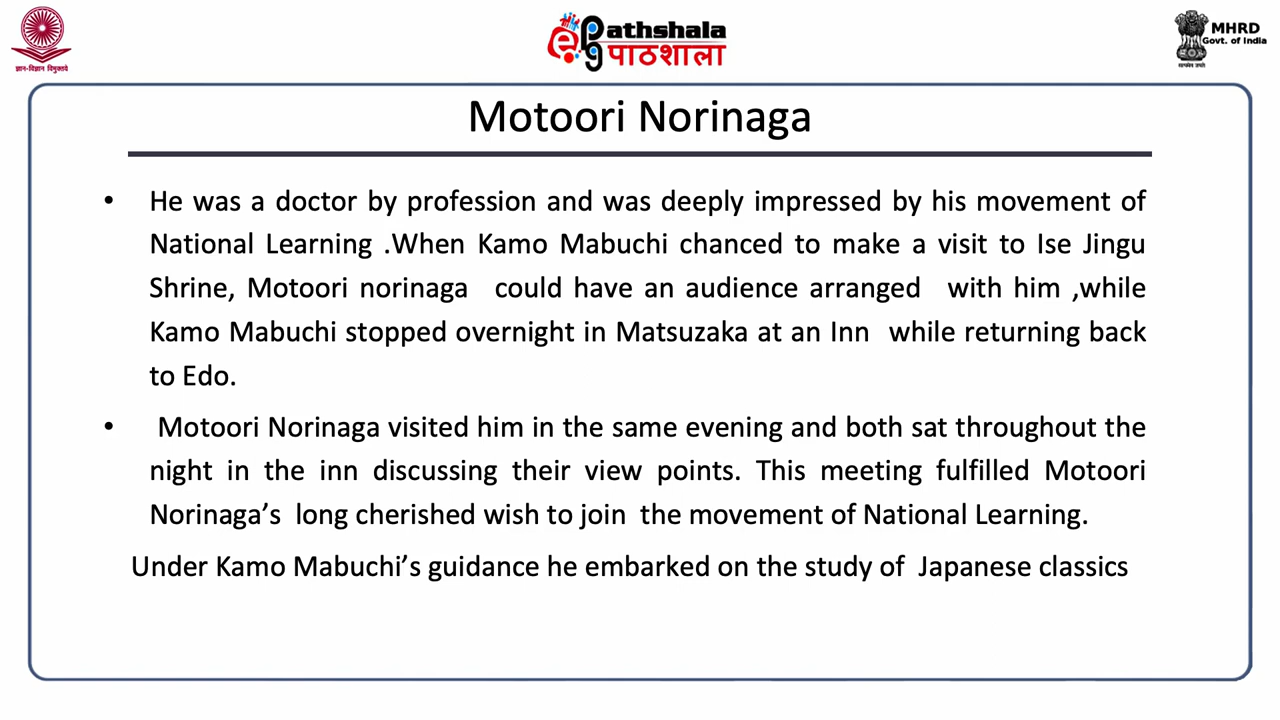 ज्ञान-विज्ञान विमुक्तये
e
pg
athshala
पाठशाला
MHRD
Govt. of India
सत्यमेव जयते
Motoori Norinaga
• He was a doctor by profession and was deeply impressed by his movement of
National Learning .When Kamo Mabuchi chanced to make a visit to Ise Jingu
Shrine, Motoori norinaga could have an audience arranged with him ,while
Kamo Mabuchi stopped overnight in Matsuzaka at an Inn while returning back
to Edo.
• Motoori Norinaga visited him in the same evening and both sat throughout the
night in the inn discussing their view points. This meeting fulfilled Motoori
Norinaga’s long cherished wish to join the movement of National Learning.
Under Kamo Mabuchi’s guidance he embarked on the study of Japanese classics